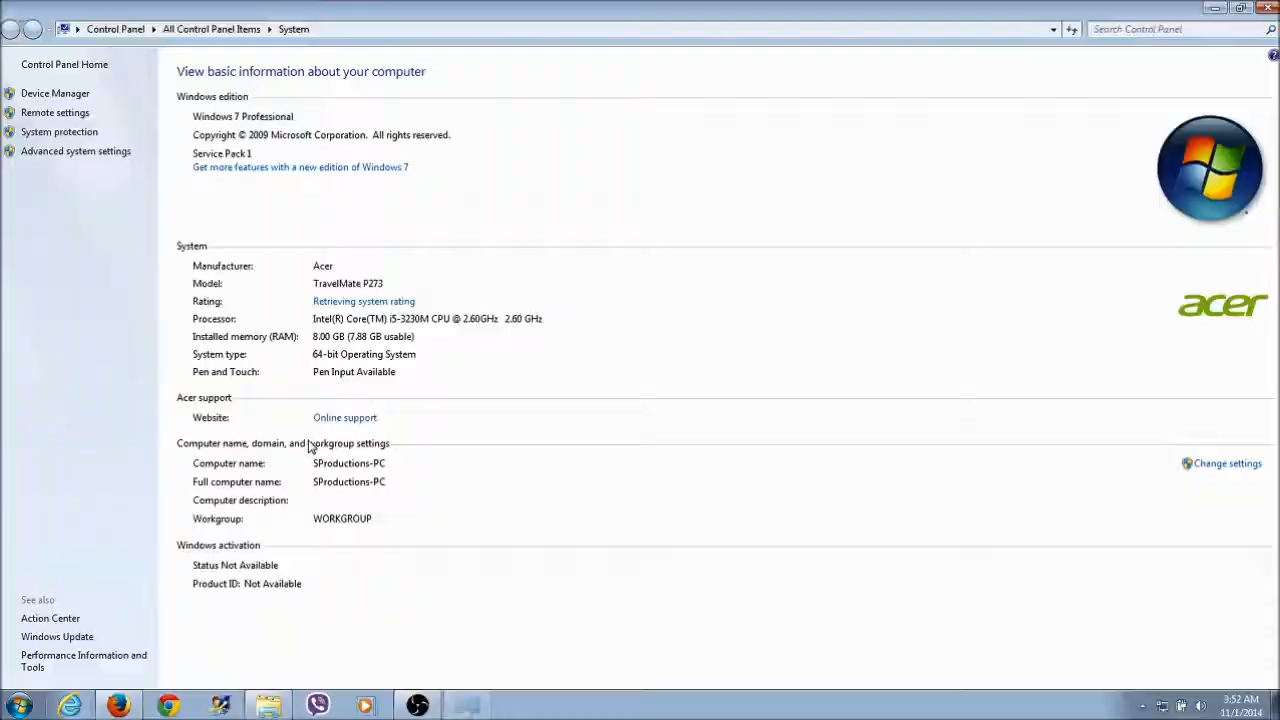 Control Panel ▸ All Control Panel Items ▸ System
Search Control Panel
Control Panel Home
Device Manager
Remote settings
System protection
Advanced system settings
View basic information about your computer
Windows edition
Windows 7 Professional
Copyright © 2009 Microsoft Corporation. All rights reserved.
Service Pack 1
Get more features with a new edition of Windows 7
System
Manufacturer: Acer
Model: TravelMate P273
Rating: Retrieving system rating
Processor: Intel(R) Core(TM) i5-3230M CPU @ 2.60GHz 2.60 GHz
Installed memory (RAM): 8.00 GB (7.88 GB usable)
System type: 64-bit Operating System
Pen and Touch: Pen Input Available
acer
Acer support
Website: Online support
Computer name, domain, and workgroup settings
Computer name: SProductions-PC
Change settings
Full computer name: SProductions-PC
Computer description:
Workgroup: WORKGROUP
Windows activation
Status Not Available
Product ID: Not Available
See also
Action Center
Windows Update
Performance Information and
Tools
3:52 AM
11/1/2014